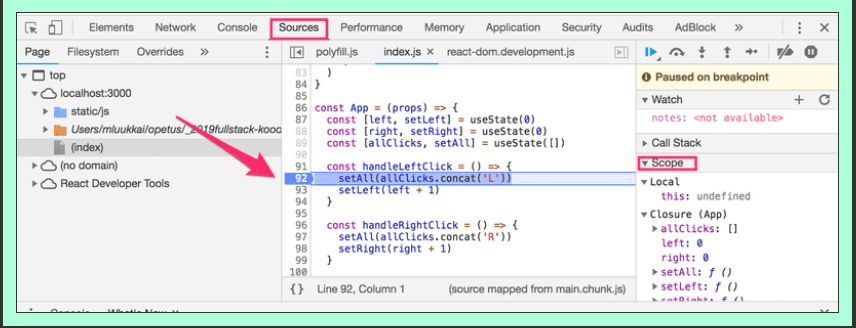 Elements Network Console Sources Performance Memory Application Security Audits AdBlock »
Page Filesystem Overrides »
polyfill.js index.js × react-dom.development.js
top
localhost:3000
static/js
Users/mluukkai/opetus/_2019fullstack-kood
(index)
(no domain)
React Developer Tools
83 )
84 }
85
86 const App = (props) => {
87 const [left, setLeft] = useState(0)
88 const [right, setRight] = useState(0)
89 const [allClicks, setAll] = useState([])
90
91 const handleLeftClick = () => {
92 setAll(allClicks.concat('L'))
93 setLeft(left + 1)
94 }
95
96 const handleRightClick = () => {
97 setAll(allClicks.concat('R'))
98 setRight(right + 1)
99 }
100
{} Line 92, Column 1 (source mapped from main.chunk.js)
Paused on breakpoint
Watch
notes: <not available>
Call Stack
Scope
Local
this: undefined
Closure (App)
allClicks: []
left: 0
right: 0
setAll: ƒ ()
setLeft: ƒ ()
setRight: ƒ ()
Console What's New ×